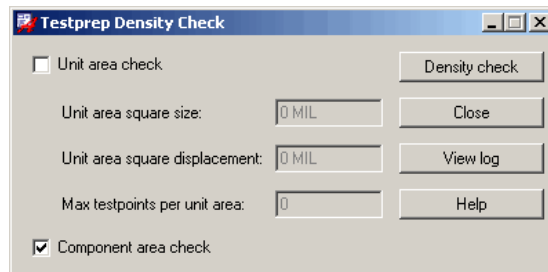 Testprep Density Check
Unit area check
Density check
Unit area square size: 0 MIL
Close
Unit area square displacement: 0 MIL
View log
Max testpoints per unit area: 0
Help
Component area check